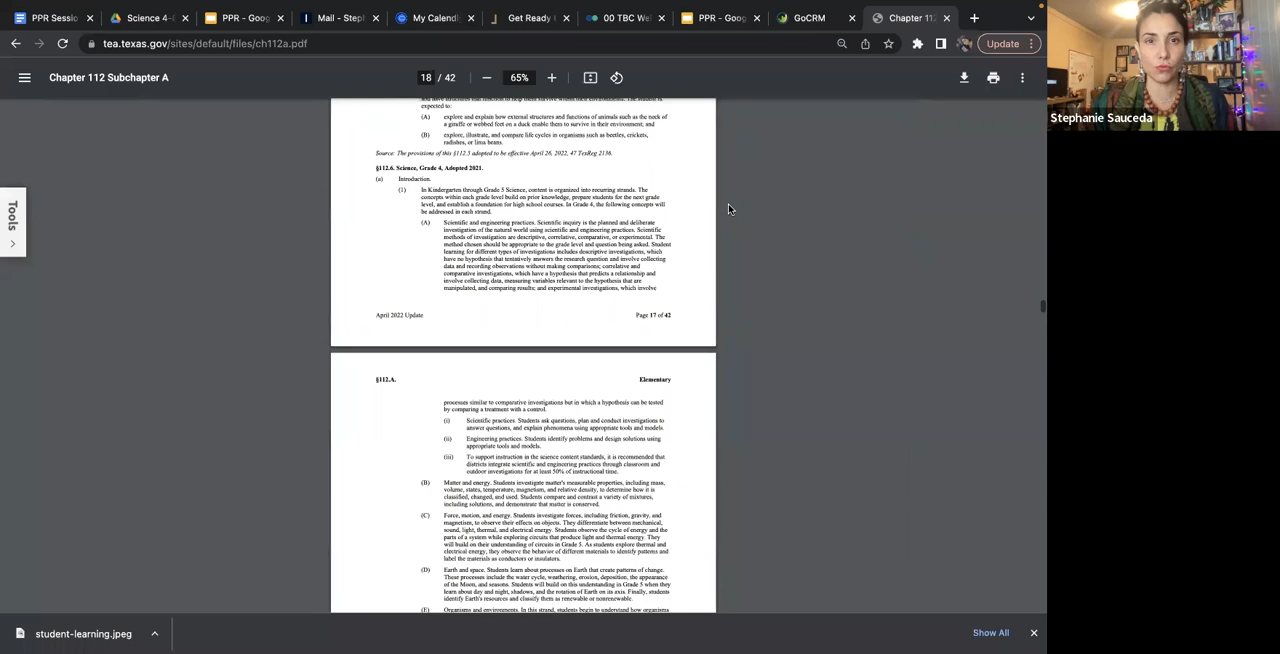 PPR Sessio
Science 4-8
PPR - Goog
Mail - Steph
My Calend
Get Ready
00 TBC We
PPR - Goog
GoCRM
Chapter 112
tea.texas.gov/sites/default/files/ch112a.pdf
Update
Chapter 112 Subchapter A
18 / 42
65%
Stephanie Sauceda
Tools
expected to:
(A) explore and explain how external structures and functions of animals such as the neck of
a giraffe or webbed feet on a duck enable them to survive in their environment; and
(B) explore, illustrate, and compare life cycles in organisms such as beetles, crickets,
radishes, or lima beans.
Source: The provisions of this §112.5 adopted to be effective April 26, 2022, 47 TexReg 2136.
§112.6. Science, Grade 4, Adopted 2021.
(a) Introduction.
(1) In Kindergarten through Grade 5 Science, content is organized into recurring strands. The
concepts within each grade level build on prior knowledge, prepare students for the next grade
level, and establish a foundation for high school courses. In Grade 4, the following concepts will
be addressed in each strand.
(A) Scientific and engineering practices. Scientific inquiry is the planned and deliberate
investigation of the natural world using scientific and engineering practices. Scientific
methods of investigation are descriptive, correlative, comparative, or experimental. The
method chosen should be appropriate to the grade level and question being asked. Student
learning for different types of investigations includes descriptive investigations, which
have no hypothesis that tentatively answers the research question and involve collecting
data and recording observations without making comparisons; correlative and
comparative investigations, which have a hypothesis that predicts a relationship and
involve collecting data, measuring variables relevant to the hypothesis that are
manipulated, and comparing results; and experimental investigations, which involve
April 2022 Update Page 17 of 42
§112.A. Elementary
processes similar to comparative investigations but in which a hypothesis can be tested
by comparing a treatment with a control.
(i) Scientific practices. Students ask questions, plan and conduct investigations to
answer questions, and explain phenomena using appropriate tools and models.
(ii) Engineering practices. Students identify problems and design solutions using
appropriate tools and models.
(iii) To support instruction in the science content standards, it is recommended that
districts integrate scientific and engineering practices through classroom and
outdoor investigations for at least 50% of instructional time.
(B) Matter and energy. Students investigate matter's measurable properties, including mass,
volume, states, temperature, magnetism, and relative density, to determine how it is
classified, changed, and used. Students compare and contrast a variety of mixtures,
including solutions, and demonstrate that matter is conserved.
(C) Force, motion, and energy. Students investigate forces, including friction, gravity, and
magnetism, to observe their effects on objects. They differentiate between mechanical,
sound, light, thermal, and electrical energy. Students observe the cycle of energy and the
parts of a system while exploring circuits that produce light and thermal energy. They
will build on their understanding of circuits in Grade 5. As students explore thermal and
electrical energy, they observe the behavior of different materials to identify patterns and
label the materials as conductors or insulators.
(D) Earth and space. Students learn about processes on Earth that create patterns of change.
These processes include the water cycle, weathering, erosion, deposition, the appearance
of the Moon, and seasons. Students will build on this understanding in Grade 5 when they
learn about day and night, shadows, and the rotation of Earth on its axis. Finally, students
identify Earth's resources and classify them as renewable or nonrenewable.
(E) Organisms and environments. In this strand, students begin to understand how organisms
student-learning.jpeg
Show All